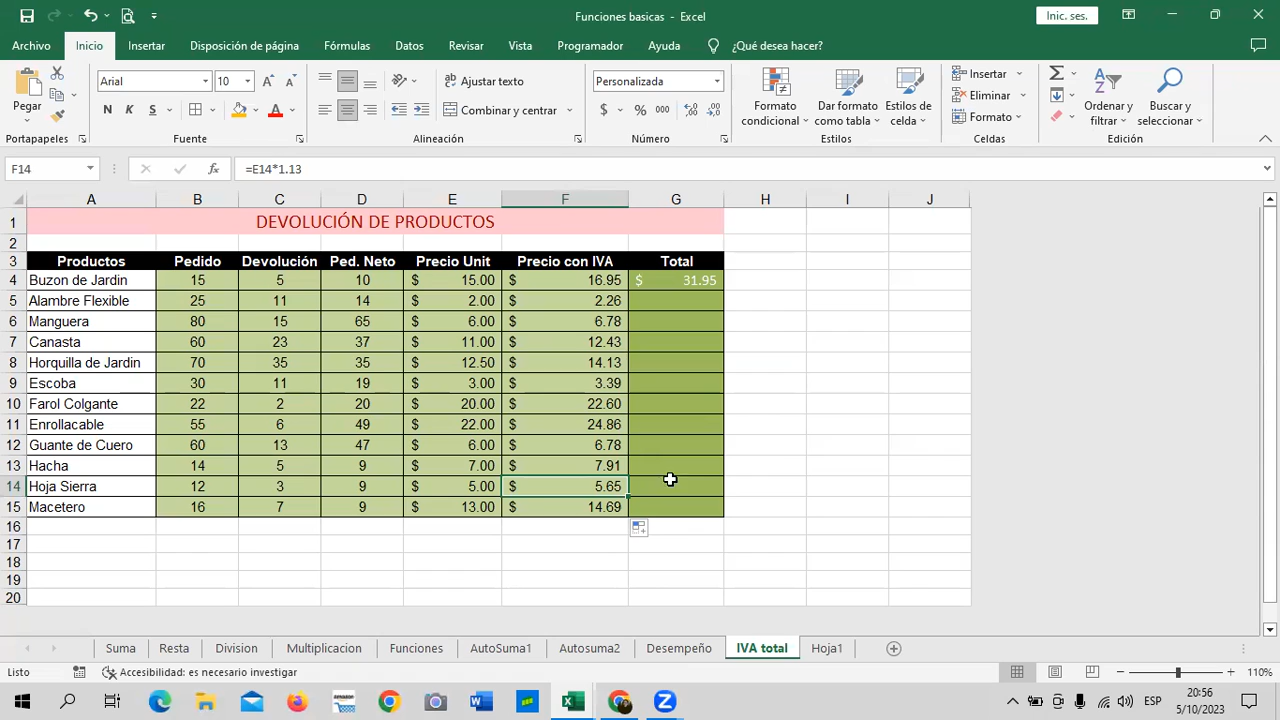 Funciones basicas - Excel
Inic. ses.
Archivo Inicio Insertar Disposición de página Fórmulas Datos Revisar Vista Programador Ayuda ¿Qué desea hacer?
Pegar
Arial 10
N K S
Ajustar texto
Combinar y centrar
Personalizada
$ % 000
Formato condicional
Dar formato como tabla
Estilos de celda
Insertar
Eliminar
Formato
Ordenar y filtrar
Buscar y seleccionar
Portapapeles Fuente Alineación Número Estilos Celdas Edición
F14 fx =E14*1.13
A B C D E F G H I J
1 DEVOLUCIÓN DE PRODUCTOS
2
3 Productos Pedido Devolución Ped. Neto Precio Unit Precio con IVA Total
4 Buzon de Jardin 15 5 10 $ 15.00 $ 16.95 $ 31.95
5 Alambre Flexible 25 11 14 $ 2.00 $ 2.26
6 Manguera 80 15 65 $ 6.00 $ 6.78
7 Canasta 60 23 37 $ 11.00 $ 12.43
8 Horquilla de Jardin 70 35 35 $ 12.50 $ 14.13
9 Escoba 30 11 19 $ 3.00 $ 3.39
10 Farol Colgante 22 2 20 $ 20.00 $ 22.60
11 Enrollacable 55 6 49 $ 22.00 $ 24.86
12 Guante de Cuero 60 13 47 $ 6.00 $ 6.78
13 Hacha 14 5 9 $ 7.00 $ 7.91
14 Hoja Sierra 12 3 9 $ 5.00 $ 5.65
15 Macetero 16 7 9 $ 13.00 $ 14.69
16
17
18
19
20
Suma Resta Division Multiplicacion Funciones AutoSuma1 Autosuma2 Desempeño IVA total Hoja1
Listo Accesibilidad: es necesario investigar 110%
ESP
20:56
5/10/2023